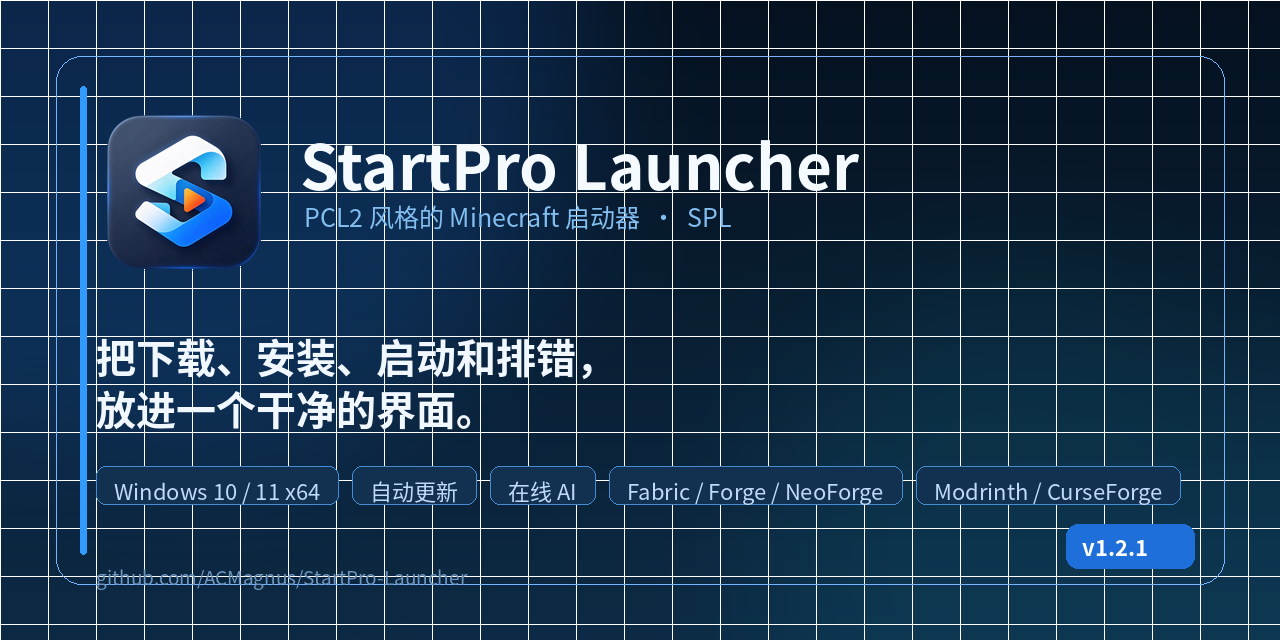 StartPro Launcher
PCL2 风格的 Minecraft 启动器 · SPL
把下载、安装、启动和排错，
放进一个干净的界面。
Windows 10 / 11 x64
自动更新
在线 AI
Fabric / Forge / NeoForge
Modrinth / CurseForge
v1.2.1
github.com/ACMagnus/StartPro-Launcher